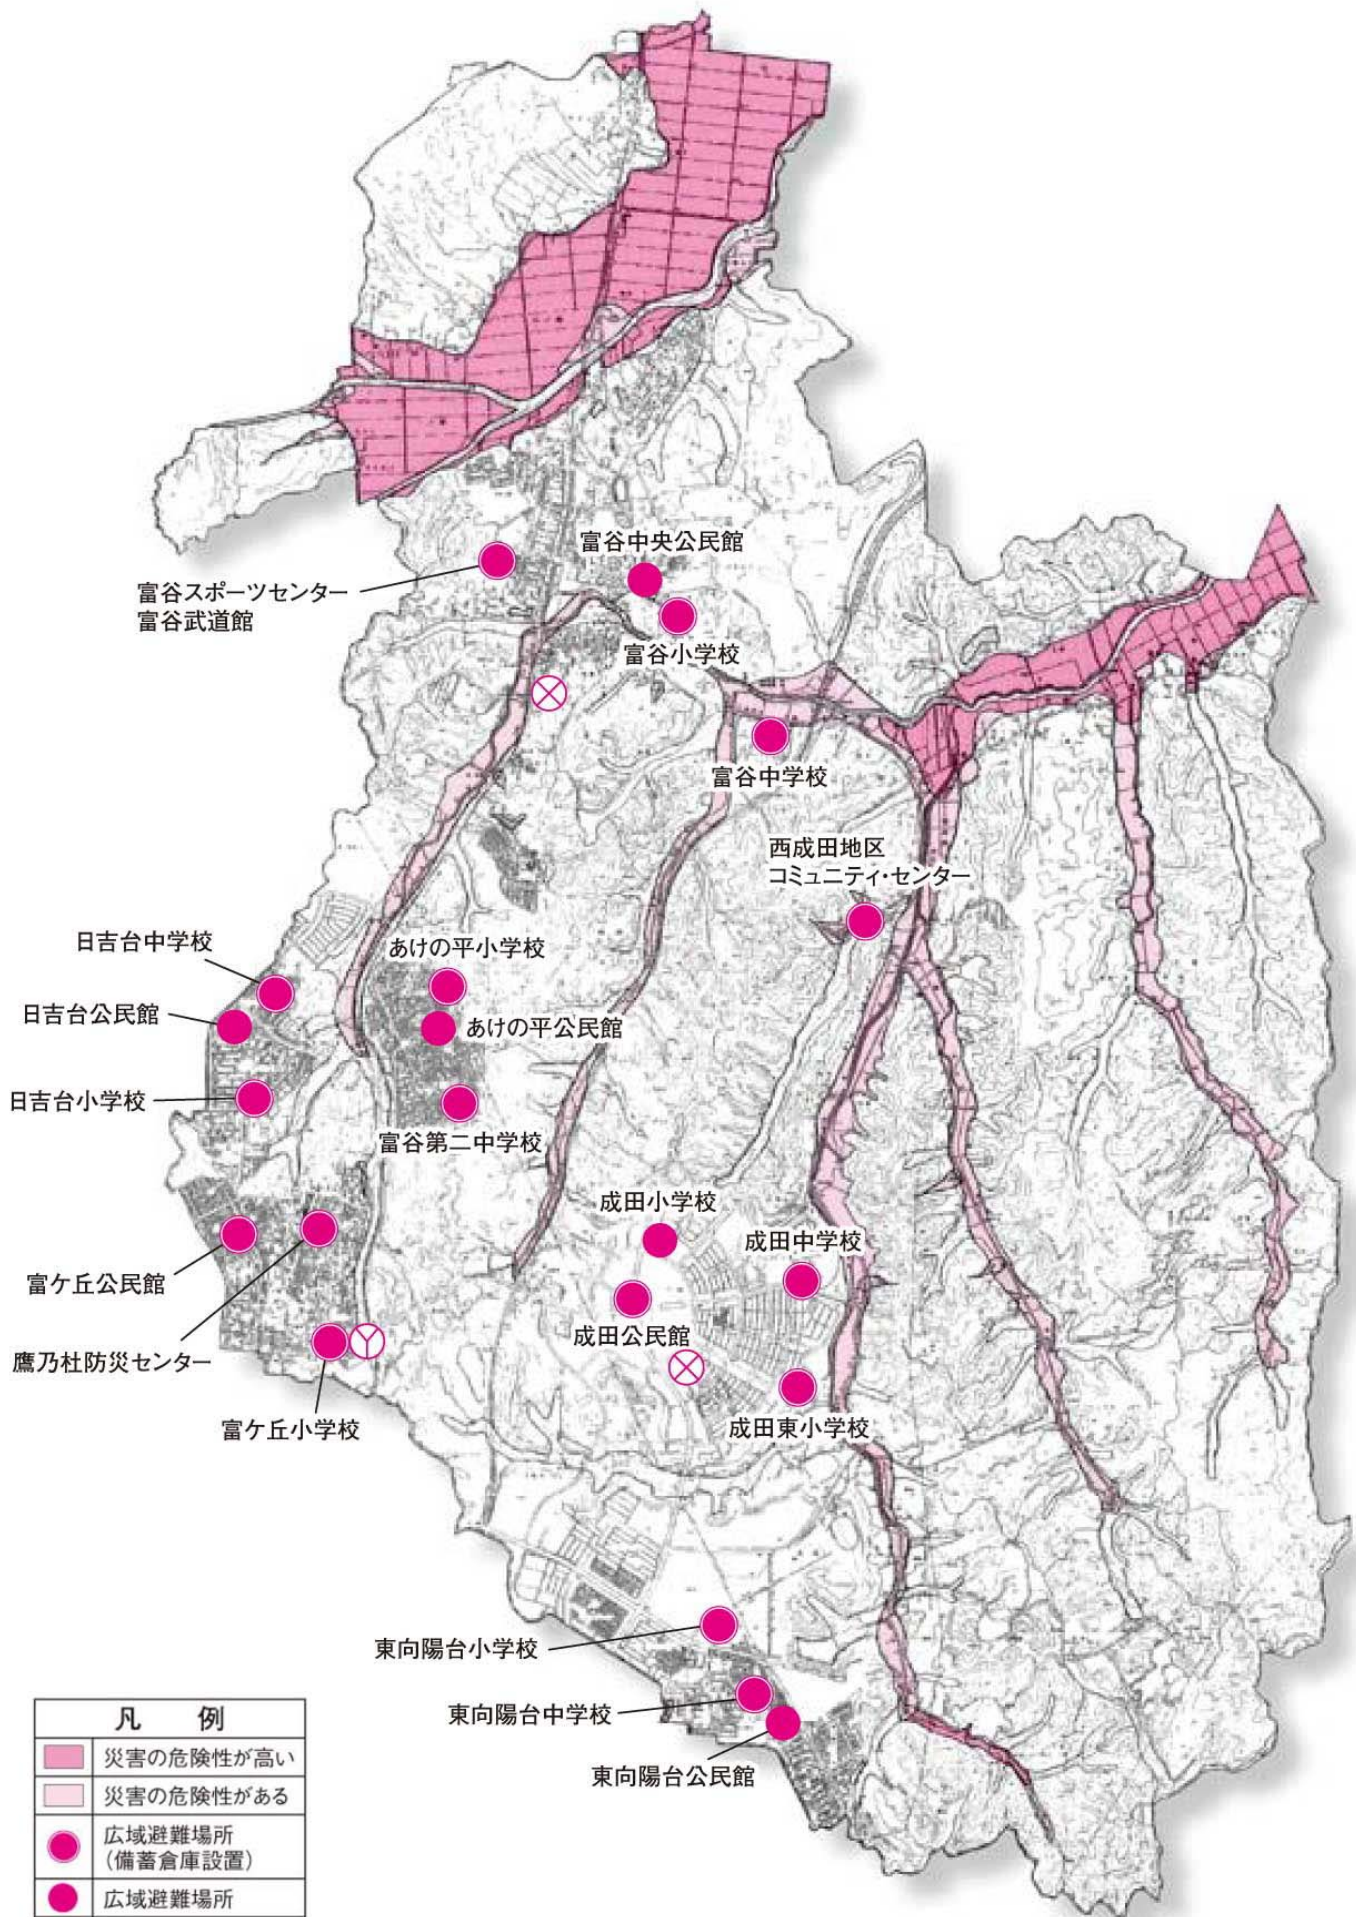 富谷中央公民館
富谷スポーツセンター
富谷武道館
富谷小学校
富谷中学校
西成田地区
コミュニティ・センター
日吉台中学校
あけの平小学校
日吉台公民館
あけの平公民館
日吉台小学校
富谷第二中学校
成田小学校
成田中学校
富ケ丘公民館
成田公民館
鷹乃杜防災センター
富ケ丘小学校
成田東小学校
東向陽台小学校
東向陽台中学校
東向陽台公民館
凡 例
災害の危険性が高い
災害の危険性がある
広域避難場所
(備蓄倉庫設置)
広域避難場所